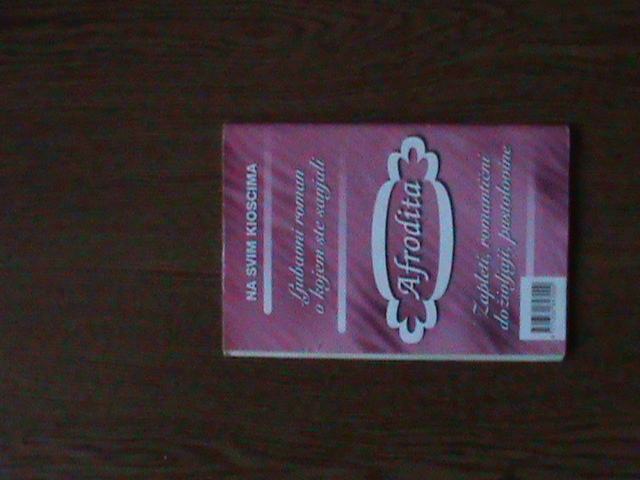 NA SVIM KIOSCIMA
Ljubavni roman
o kojem ste sanjali
Afrodita
Zapleti, romantični
doživljaji, pustolovine